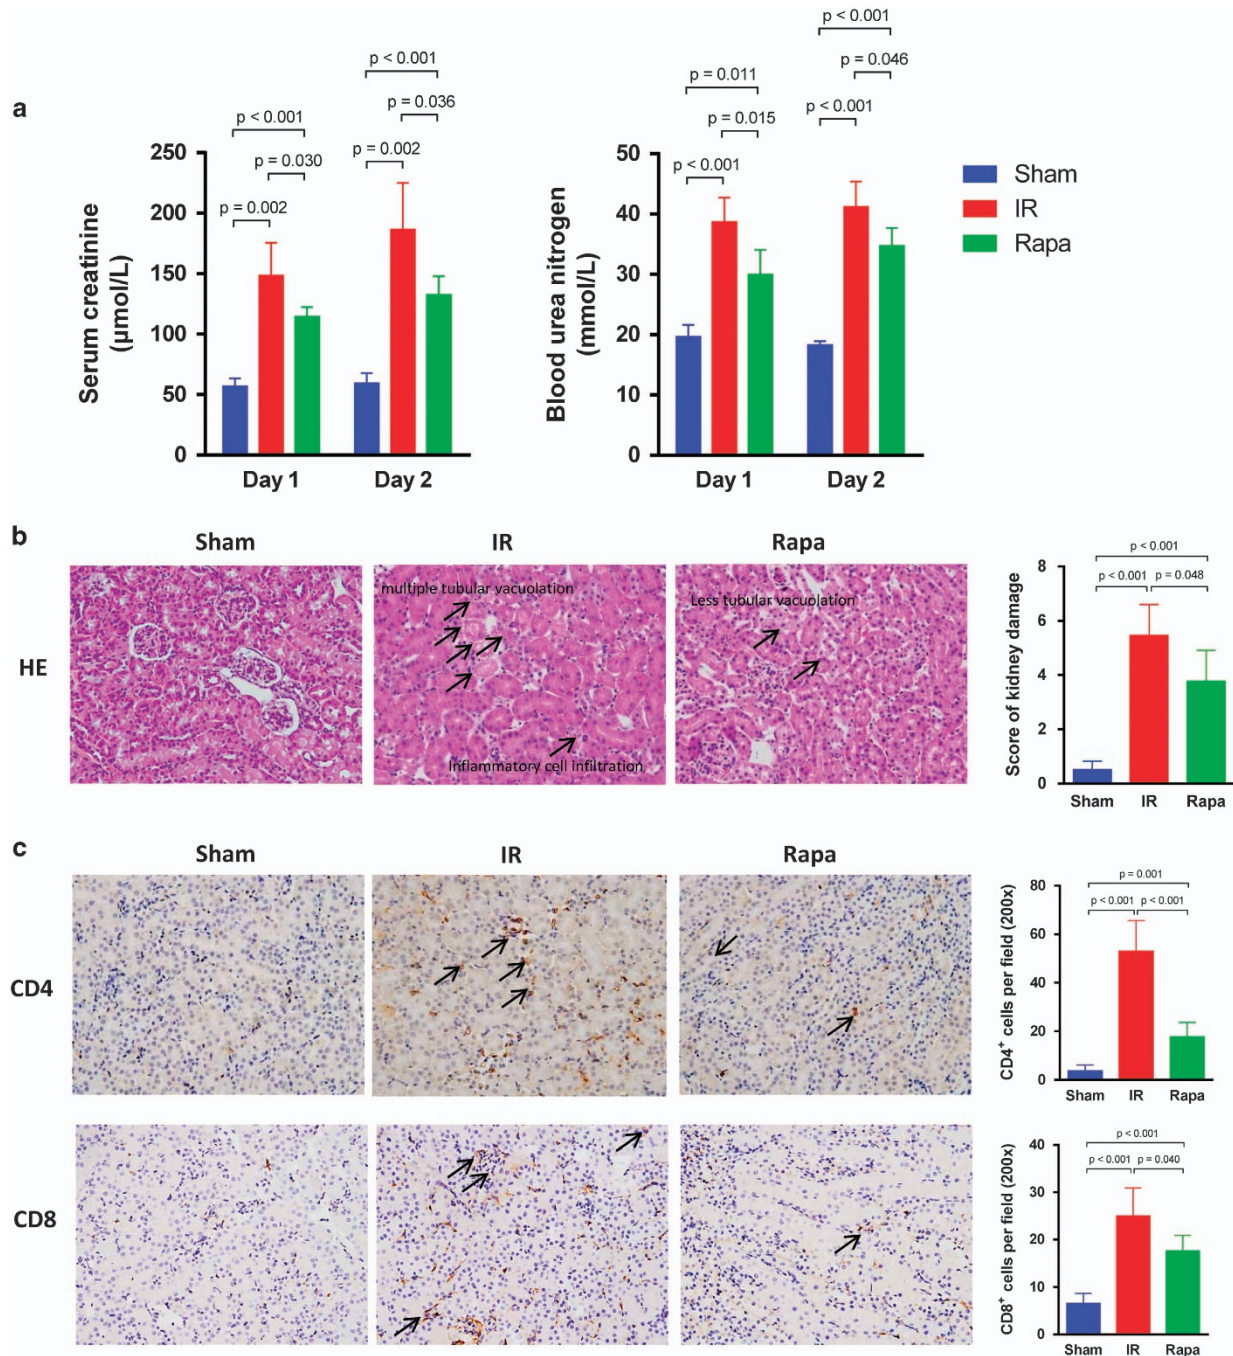 a
p < 0.001
p < 0.001
p = 0.036
p < 0.001
p = 0.030
p = 0.002
p = 0.002
250
200
150
100
50
0
Serum creatinine
(µmol/L)
Day 1
Day 2
p < 0.001
p = 0.046
p = 0.011
p < 0.001
p = 0.015
p < 0.001
50
40
30
20
10
0
Blood urea nitrogen
(mmol/L)
Day 1
Day 2
Sham
IR
Rapa
b
Sham
IR
Rapa
HE
multiple tubular vacuolation
Inflammatory cell infiltration
Less tubular vacuolation
p < 0.001
p < 0.001
p = 0.048
8
6
4
2
0
Score of kidney damage
Sham
IR
Rapa
c
Sham
IR
Rapa
CD4
p = 0.001
p < 0.001
p < 0.001
80
60
40
20
0
CD4⁺ cells per field (200x)
Sham
IR
Rapa
CD8
p < 0.001
p < 0.001
p = 0.040
40
30
20
10
0
CD8⁺ cells per field (200x)
Sham
IR
Rapa